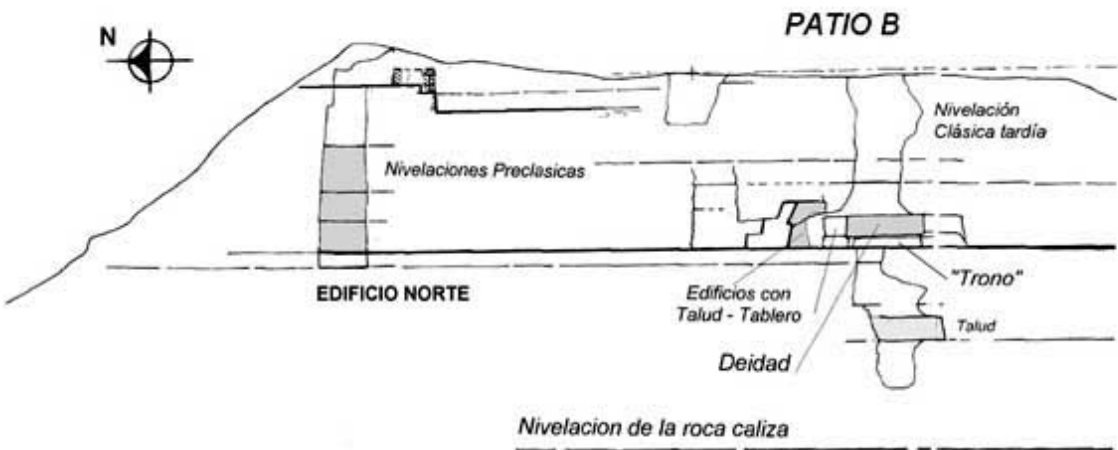 PATIO B
N
Nivelación
Clásica tardía
Nivelaciones Preclasicas
"Trono"
EDIFICIO NORTE
Edificios con
Talud - Tablero
Talud
Deidad
Nivelacion de la roca caliza